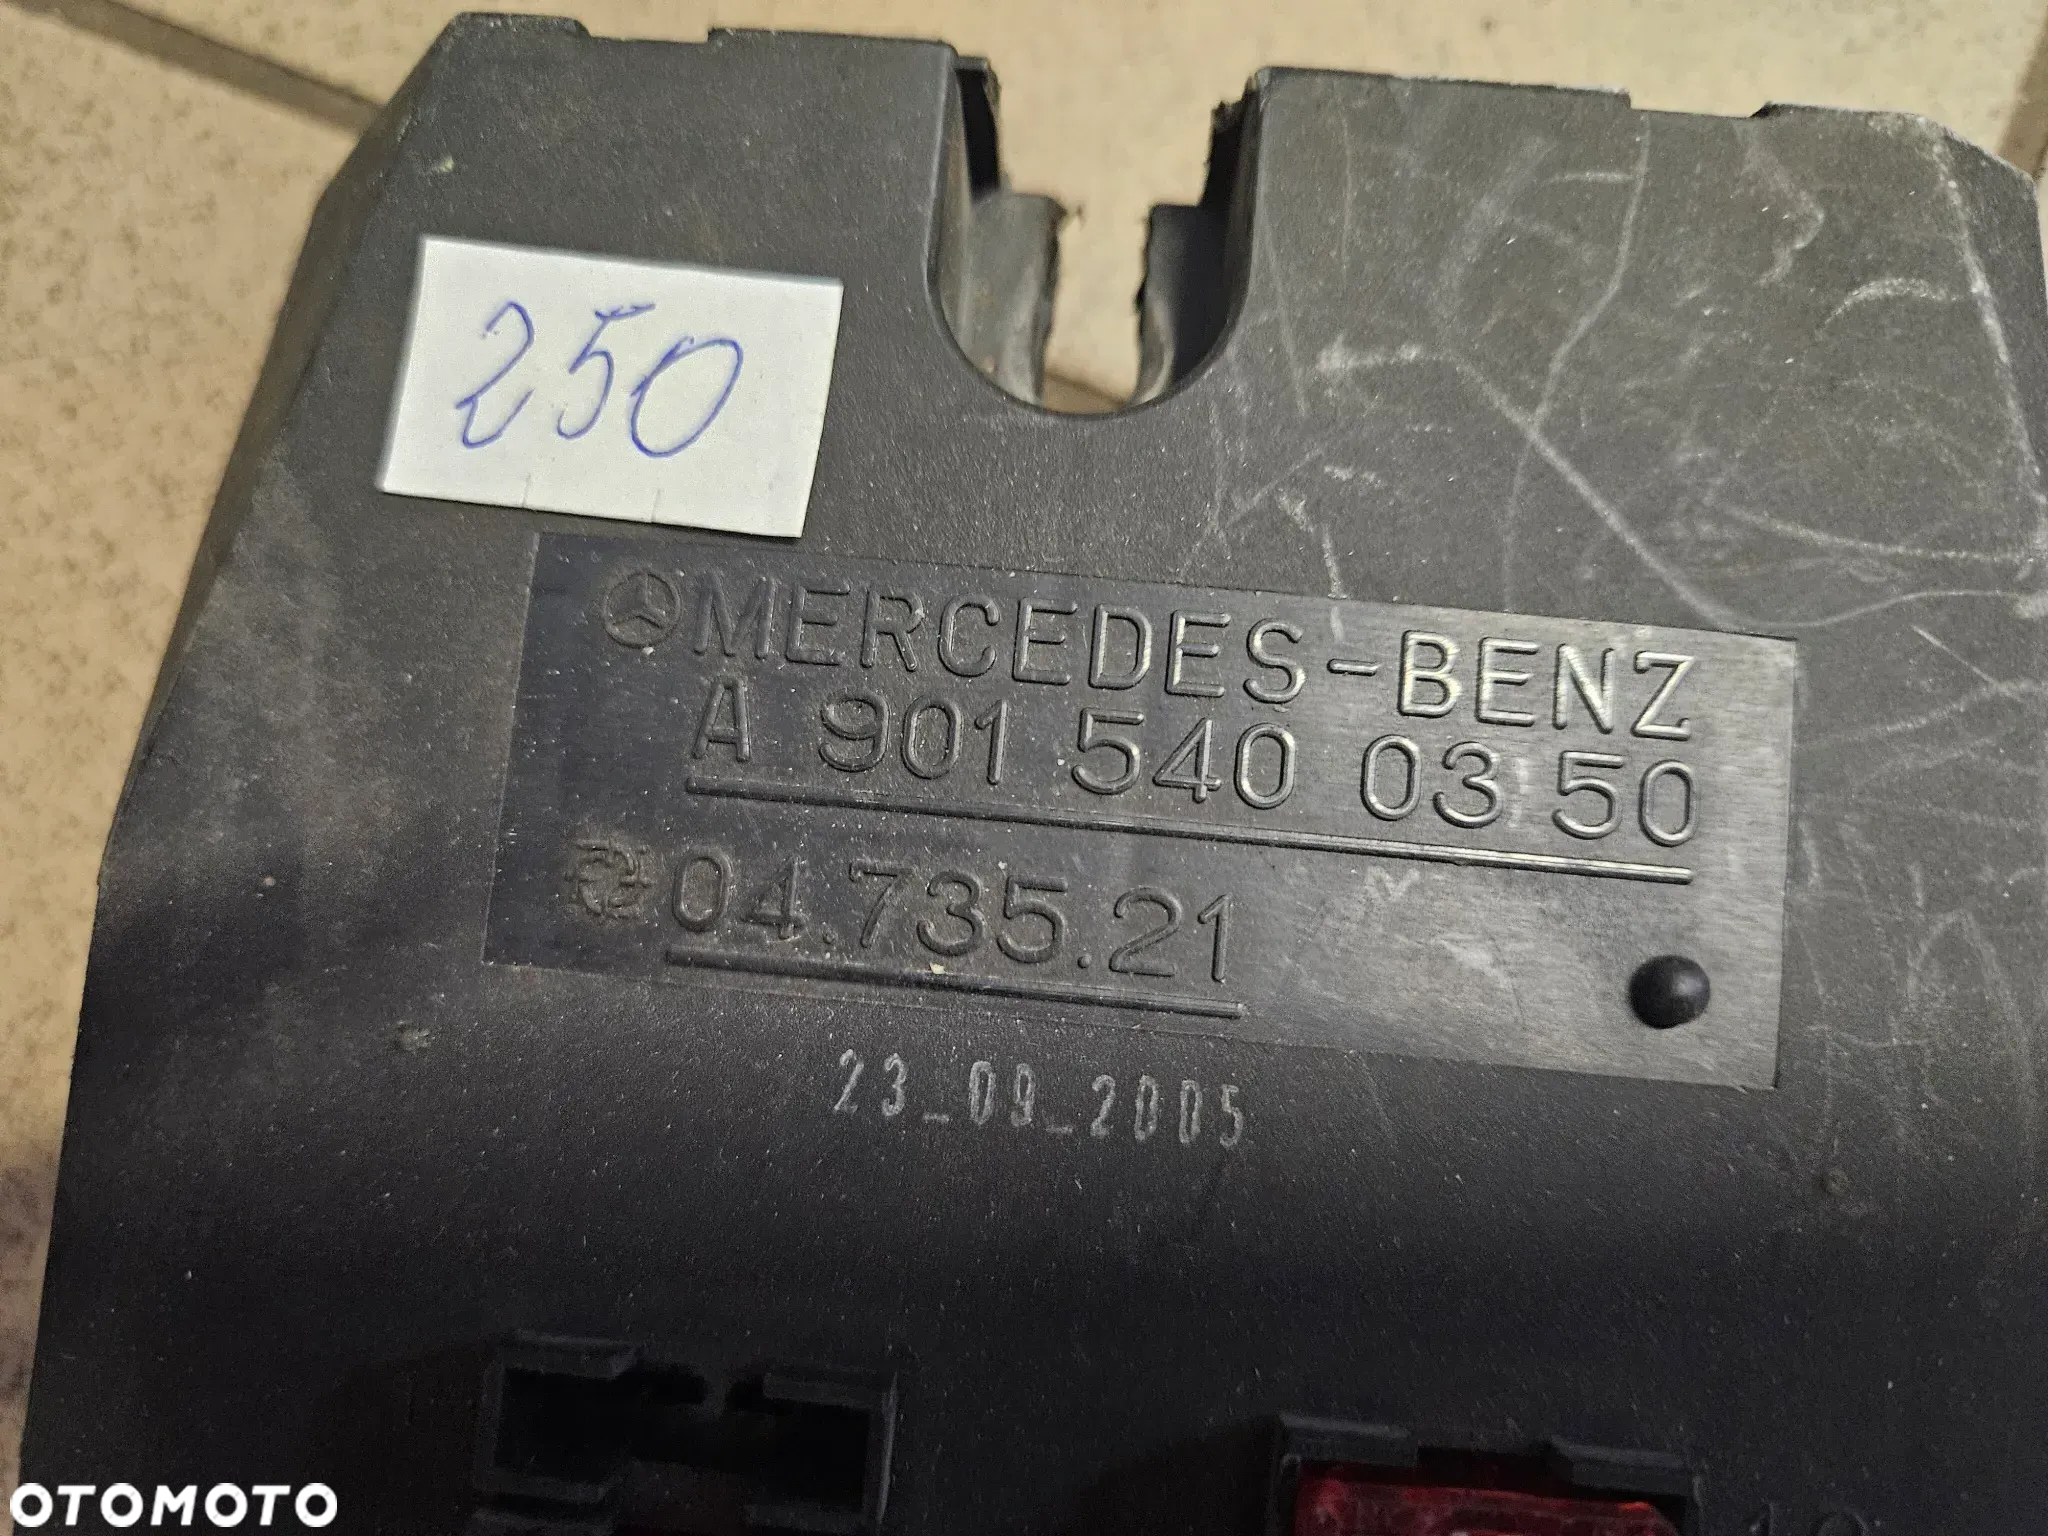 250
MERCEDES-BENZ
A 901 540 03 50
04.735.21
23_09_2005
OTOMOTO